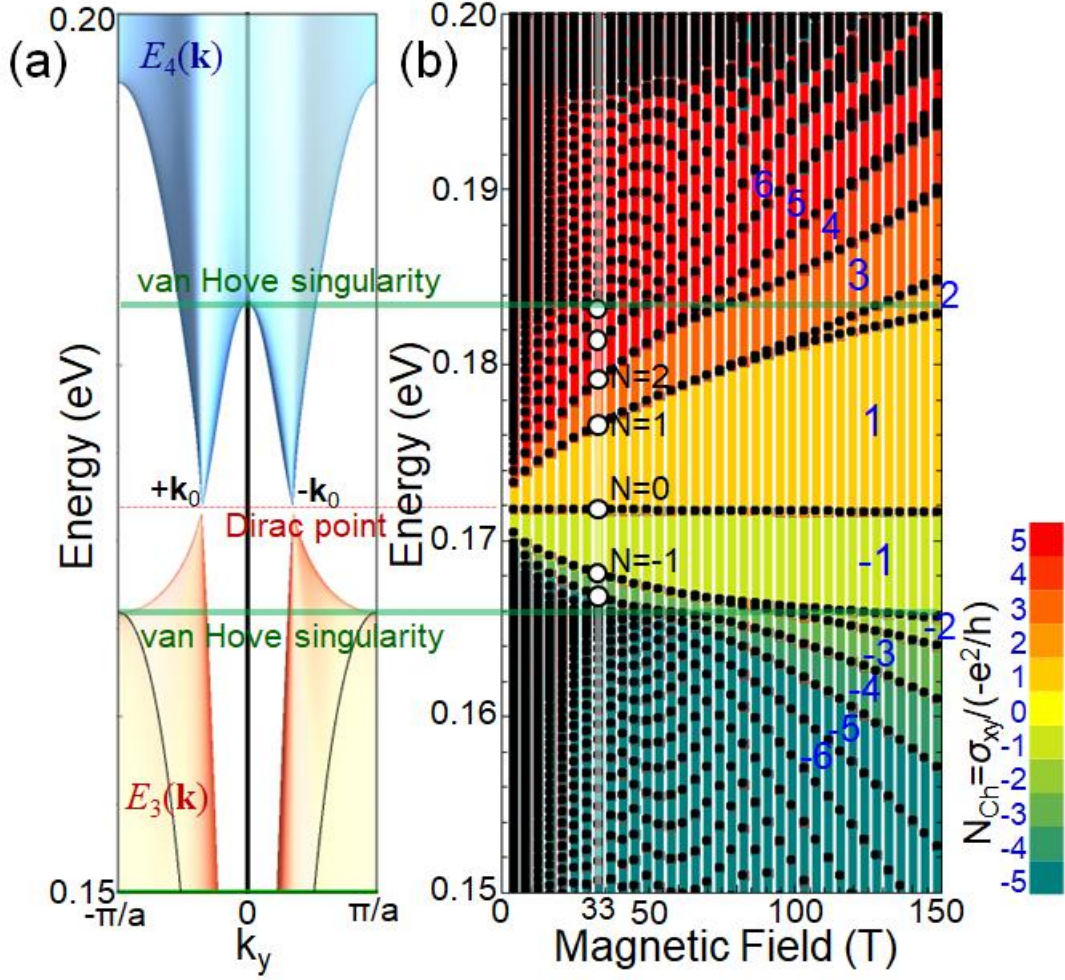 (a)
0.20
E4(k)
van Hove singularity
Energy (eV)
+k0
-k0
Dirac point
van Hove singularity
E3(k)
0.15
-π/a
0
π/a
ky
(b)
0.20
0.19
0.18
0.17
0.16
0.15
Energy (eV)
6
5
4
3
2
N=2
N=1
1
N=0
N=-1
-1
-2
-3
-4
-5
-6
0
33
50
100
150
Magnetic Field (T)
5
4
3
2
1
0
-1
-2
-3
-4
-5
NCh=σxy/(-e²/h)